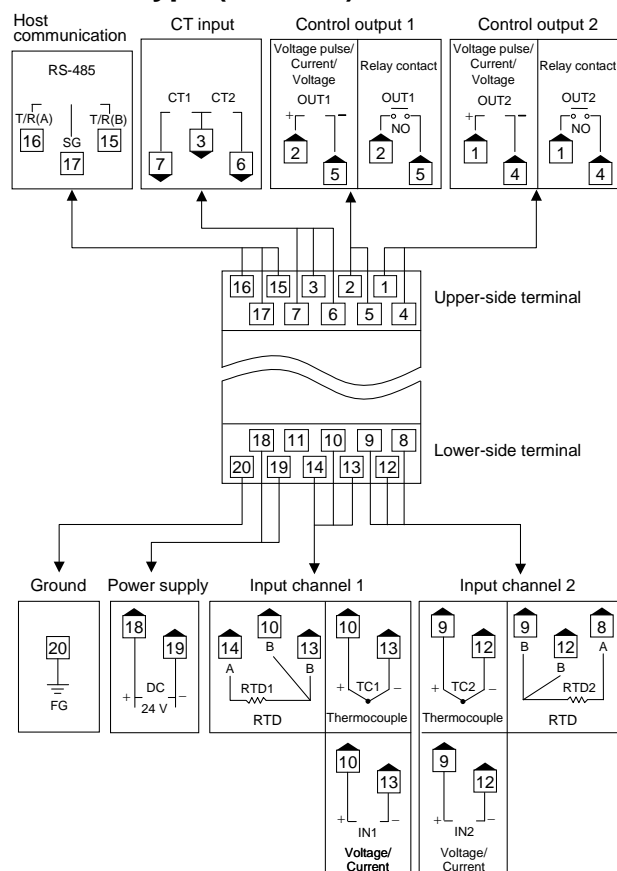 Host
communication
CT input
Control output 1
Control output 2
RS-485
T/R(A)
T/R(B)
16
SG
15
17
CT1 CT2
3
7
6
Voltage pulse/
Current/
Voltage
OUT1
+ −
2
5
Relay contact
OUT1
NO
2
5
Voltage pulse/
Current/
Voltage
OUT2
+ −
1
4
Relay contact
OUT2
NO
1
4
16 15 3 2 1
17 7 6 5 4
Upper-side terminal
18 11 10 9 8
20 19 14 13 12
Lower-side terminal
Ground
Power supply
Input channel 1
Input channel 2
20
FG
18
19
+ DC −
24 V
14 10 13
A B B
RTD1
RTD
10
13
+ TC1 −
Thermocouple
9
12
+ TC2 −
Thermocouple
9 12 8
B B A
RTD2
RTD
10
13
+ −
IN1
Voltage/
Current
9
12
+ −
IN2
Voltage/
Current